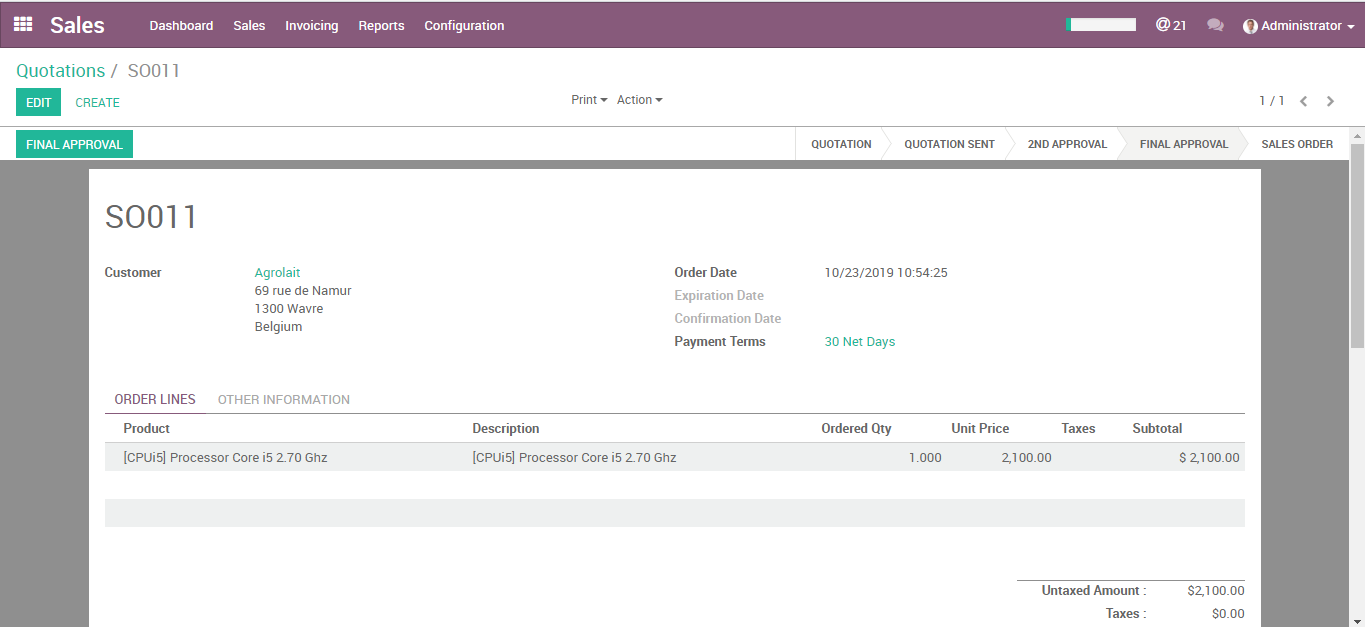 Sales Dashboard Sales Invoicing Reports Configuration @ 21 Administrator
Quotations / SO011
EDIT CREATE Print Action 1 / 1
FINAL APPROVAL QUOTATION QUOTATION SENT 2ND APPROVAL FINAL APPROVAL SALES ORDER
SO011
Customer Agrolait Order Date 10/23/2019 10:54:25
69 rue de Namur Expiration Date
1300 Wavre Confirmation Date
Belgium
Payment Terms 30 Net Days
ORDER LINES OTHER INFORMATION
Product Description Ordered Qty Unit Price Taxes Subtotal
[CPUi5] Processor Core i5 2.70 Ghz [CPUi5] Processor Core i5 2.70 Ghz 1.000 2,100.00 $ 2,100.00
Untaxed Amount : $2,100.00
Taxes : $0.00